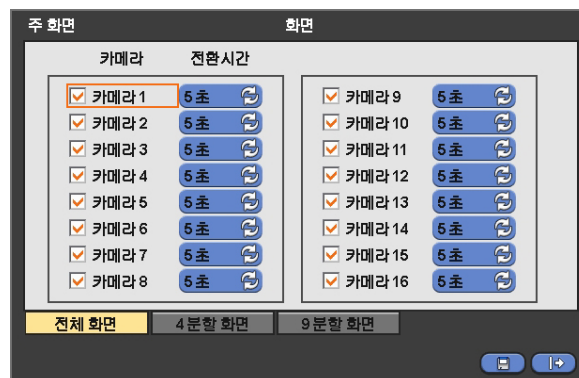 주 화면 화면
카메라 전환시간
카메라 1 5 초 카메라 9 5 초
카메라 2 5 초 카메라 10 5 초
카메라 3 5 초 카메라 11 5 초
카메라 4 5 초 카메라 12 5 초
카메라 5 5 초 카메라 13 5 초
카메라 6 5 초 카메라 14 5 초
카메라 7 5 초 카메라 15 5 초
카메라 8 5 초 카메라 16 5 초
전체 화면 4 분할 화면 9 분할 화면